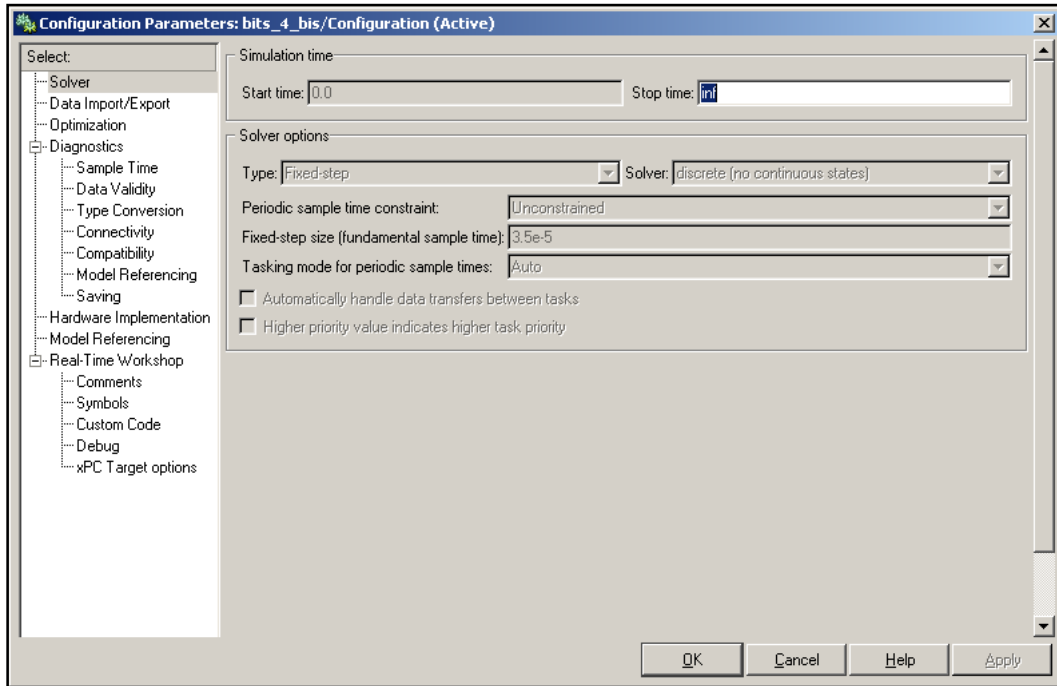 Configuration Parameters: bits_4_bis/Configuration (Active)
Select:
Solver
Data Import/Export
Optimization
Diagnostics
Sample Time
Data Validity
Type Conversion
Connectivity
Compatibility
Model Referencing
Saving
Hardware Implementation
Model Referencing
Real-Time Workshop
Comments
Symbols
Custom Code
Debug
xPC Target options
Simulation time
Start time: 0.0 Stop time: inf
Solver options
Type: Fixed-step Solver: discrete (no continuous states)
Periodic sample time constraint: Unconstrained
Fixed-step size (fundamental sample time): 3.5e-5
Tasking mode for periodic sample times: Auto
Automatically handle data transfers between tasks
Higher priority value indicates higher task priority
OK Cancel Help Apply